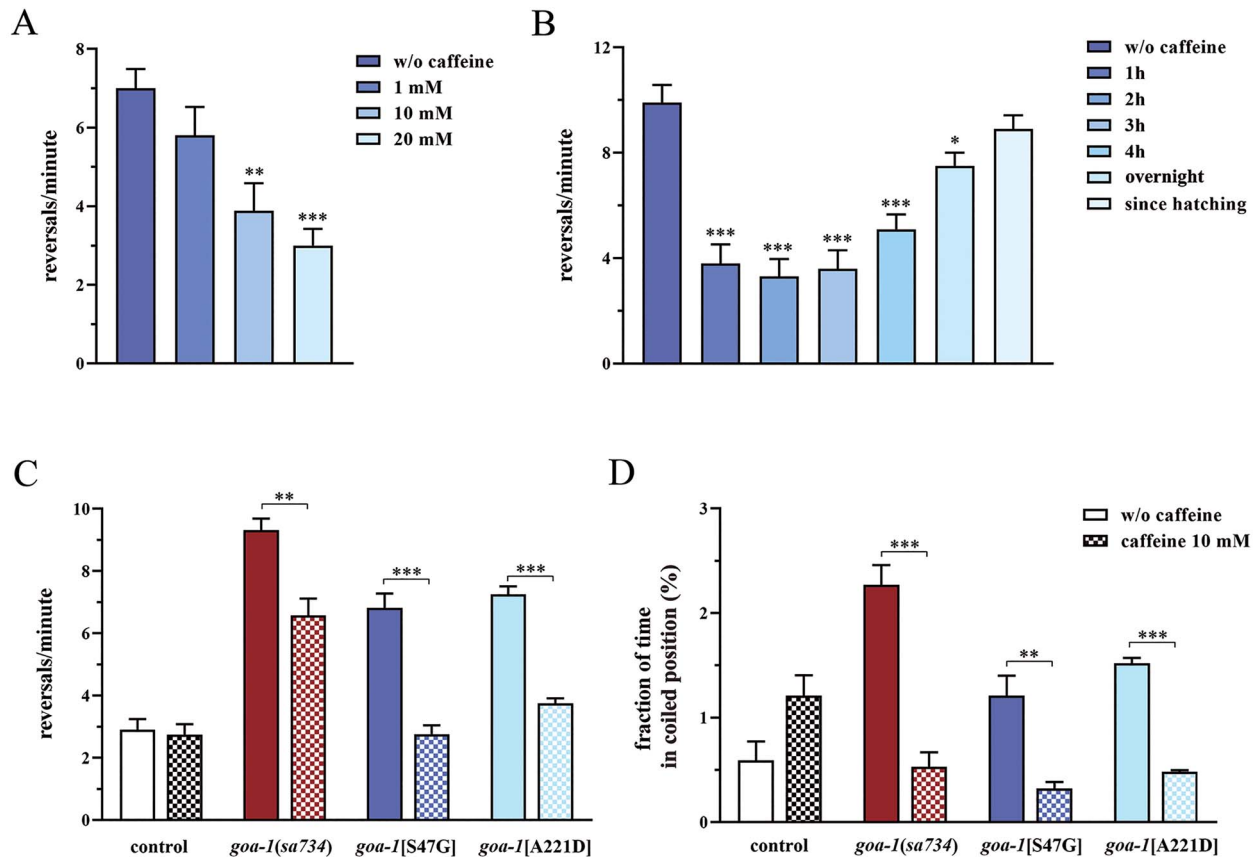 A
reversals/minute
8
6
4
2
0
**
***
w/o caffeine
1 mM
10 mM
20 mM
B
reversals/minute
12
8
4
0
***
***
***
***
*
w/o caffeine
1h
2h
3h
4h
overnight
since hatching
C
reversals/minute
10
8
6
4
2
0
**
***
***
control
goa-1(sa734)
goa-1[S47G]
goa-1[A221D]
D
fraction of time
in coiled position (%)
3
2
1
0
***
**
***
w/o caffeine
caffeine 10 mM
control
goa-1(sa734)
goa-1[S47G]
goa-1[A221D]